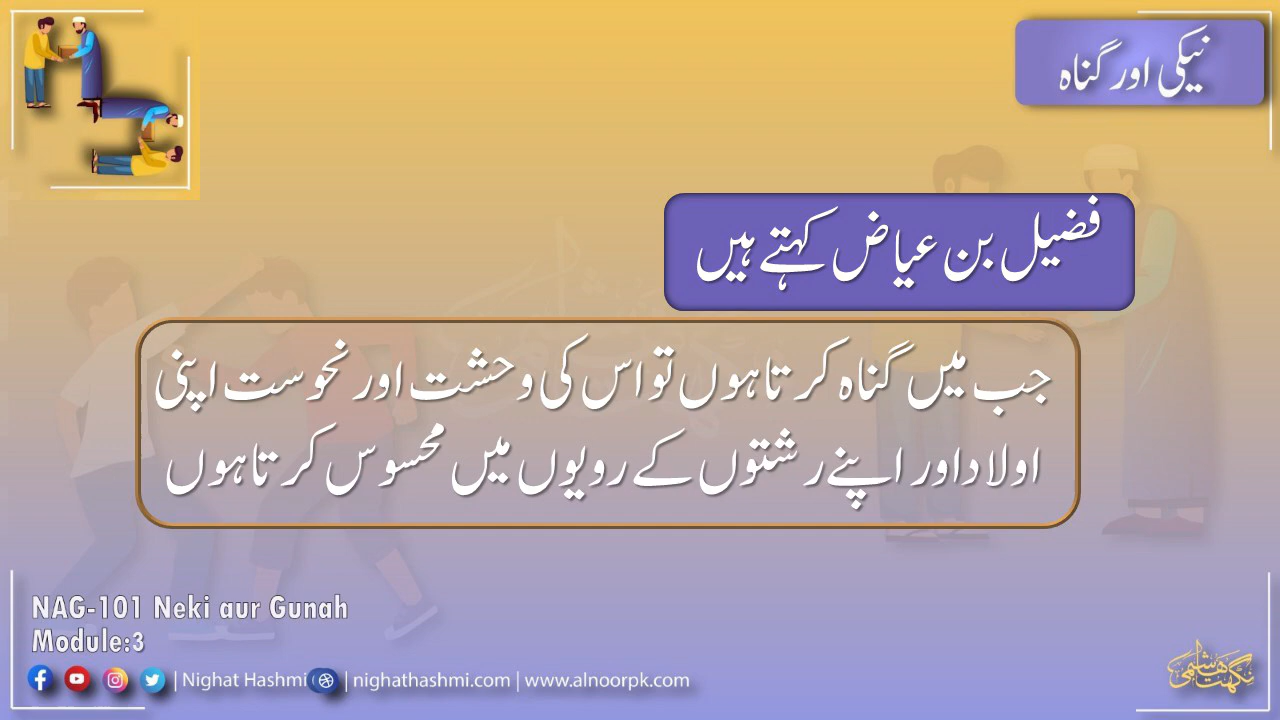 نیکی اور گناہ
فضیل بن عیاض کہتے ہیں
جب میں گناہ کرتا ہوں تو اس کی وحشت اور نحوست اپنی
اولاد اور اپنے رشتوں کے رویوں میں محسوس کرتا ہوں
NAG-101 Neki aur Gunah
Module:3
| Nighat Hashmi | nighathashmi.com | www.alnoorpk.com
نگہت ہاشمی